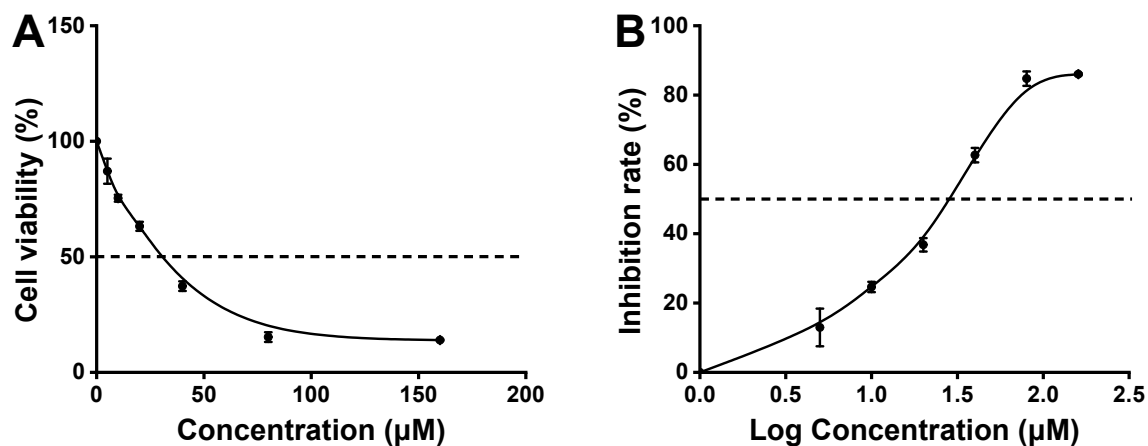 A
Cell viability (%)
150
100
50
0
0 50 100 150 200
Concentration (µM)
B
Inhibition rate (%)
100
80
60
40
20
0
0.0 0.5 1.0 1.5 2.0 2.5
Log Concentration (µM)